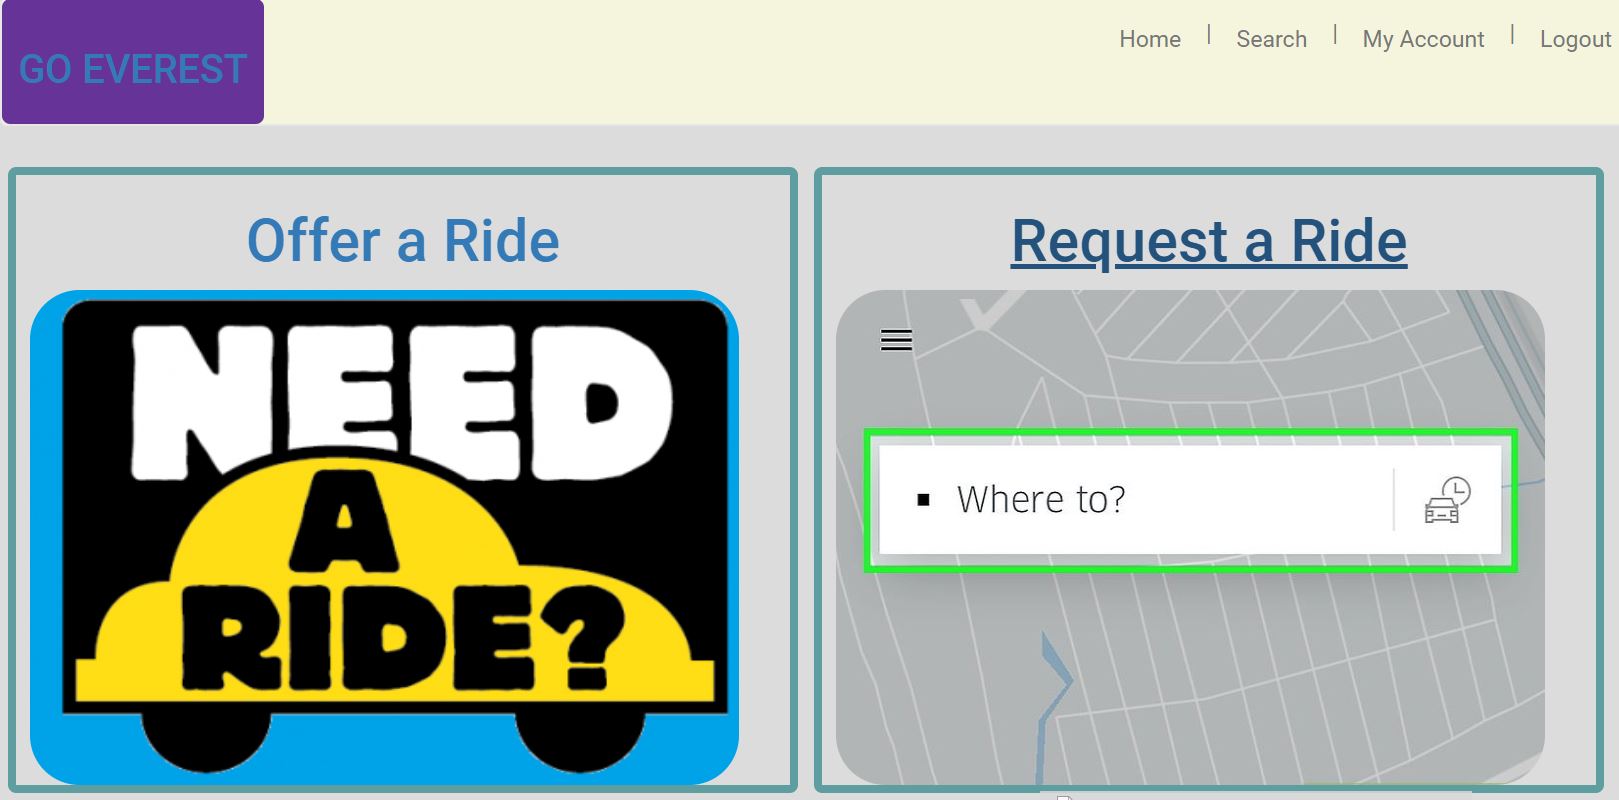 GO EVEREST
Home | Search | My Account | Logout
Offer a Ride
NEED
A
RIDE?
Request a Ride
Where to?